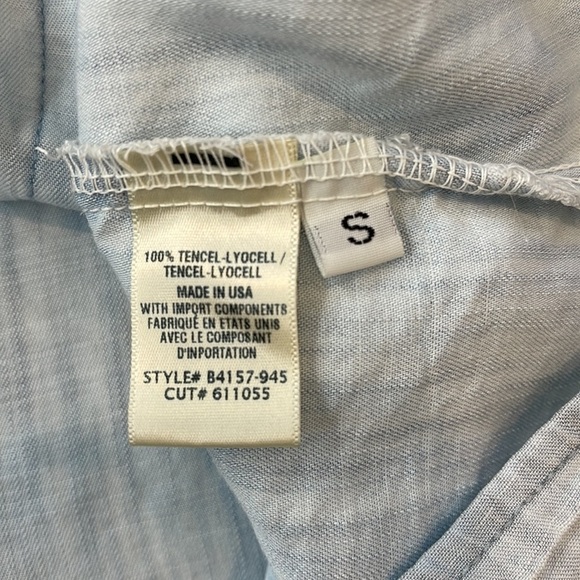 100% TENCEL-LYOCELL /
TENCEL-LYOCELL
MADE IN USA
WITH IMPORT COMPONENTS
FABRIQUÉ EN ETATS UNIS
AVEC LE COMPOSANT
D'INPORTATION
STYLE# B4157-945
CUT# 611055
S